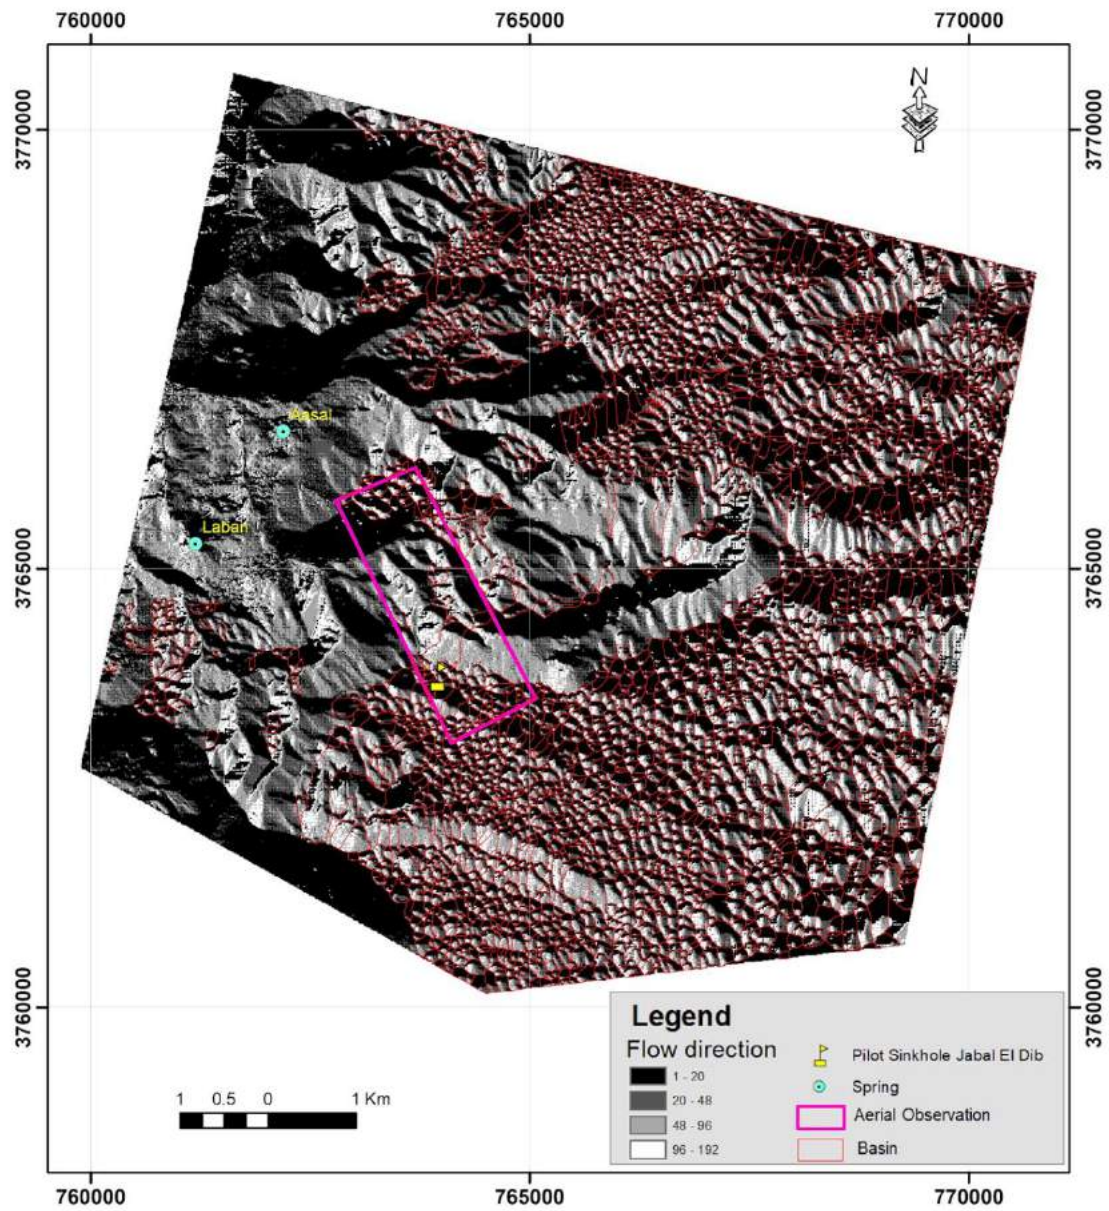 760000 765000 770000
N
3770000 3770000
Aasal
Laban
3765000 3765000
3760000 3760000
Legend
Flow direction
1 - 20
20 - 48
48 - 96
96 - 192
Pilot Sinkhole Jabal El Dib
Spring
Aerial Observation
Basin
1 0.5 0 1 Km
760000 765000 770000